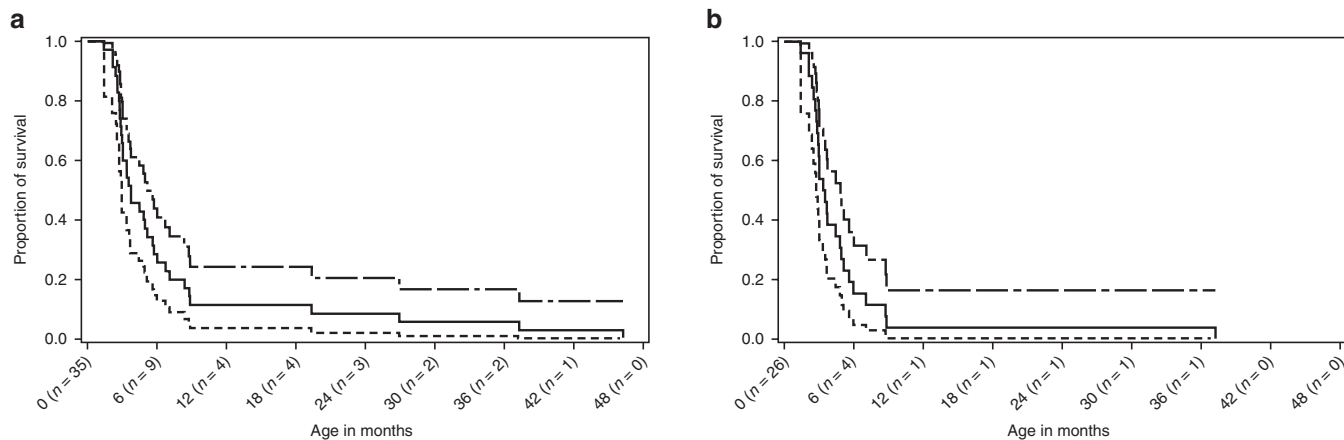 a
1.0
0.8
0.6
0.4
0.2
0.0
Proportion of survival
0 (n = 35)
6 (n = 9)
12 (n = 4)
18 (n = 4)
24 (n = 3)
30 (n = 2)
36 (n = 2)
42 (n = 1)
48 (n = 0)
Age in months
b
1.0
0.8
0.6
0.4
0.2
0.0
Proportion of survival
0 (n = 26)
6 (n = 4)
12 (n = 1)
18 (n = 1)
24 (n = 1)
30 (n = 1)
36 (n = 1)
42 (n = 0)
48 (n = 0)
Age in months